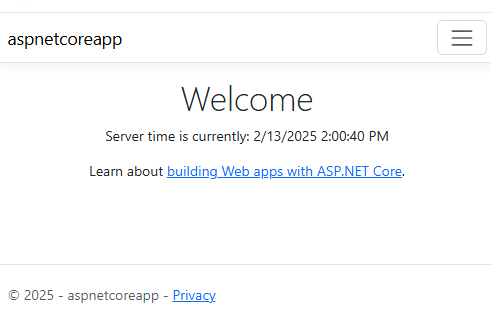 aspnetcoreapp
Welcome
Server time is currently: 2/13/2025 2:00:40 PM
Learn about building Web apps with ASP.NET Core.
© 2025 - aspnetcoreapp - Privacy